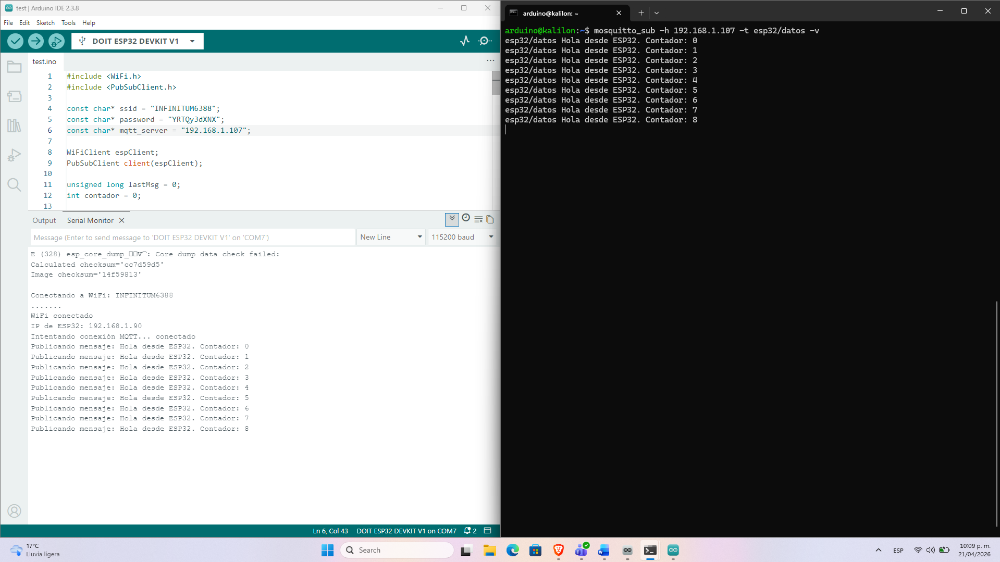 test | Arduino IDE 2.3.8
File Edit Sketch Tools Help
DOIT ESP32 DEVKIT V1
test.ino
1 #include <WiFi.h>
2 #include <PubSubClient.h>
3
4 const char* ssid = "INFINITUM6388";
5 const char* password = "YRTQy3dXNX";
6 const char* mqtt_server = "192.168.1.107";
7
8 WiFiClient espClient;
9 PubSubClient client(espClient);
10
11 unsigned long lastMsg = 0;
12 int contador = 0;
13
Output Serial Monitor
Message (Enter to send message to 'DOIT ESP32 DEVKIT V1' on 'COM7') New Line 115200 baud
E (328) esp_core_dump_□□V‾: Core dump data check failed:
Calculated checksum='cc7d59d5'
Image checksum='14f59813'
Conectando a WiFi: INFINITUM6388
.......
WiFi conectado
IP de ESP32: 192.168.1.90
Intentando conexión MQTT... conectado
Publicando mensaje: Hola desde ESP32. Contador: 0
Publicando mensaje: Hola desde ESP32. Contador: 1
Publicando mensaje: Hola desde ESP32. Contador: 2
Publicando mensaje: Hola desde ESP32. Contador: 3
Publicando mensaje: Hola desde ESP32. Contador: 4
Publicando mensaje: Hola desde ESP32. Contador: 5
Publicando mensaje: Hola desde ESP32. Contador: 6
Publicando mensaje: Hola desde ESP32. Contador: 7
Publicando mensaje: Hola desde ESP32. Contador: 8
Ln 6, Col 43 DOIT ESP32 DEVKIT V1 on COM7 2
arduino@kalilon: ~
arduino@kalilon:~$ mosquitto_sub -h 192.168.1.107 -t esp32/datos -v
esp32/datos Hola desde ESP32. Contador: 0
esp32/datos Hola desde ESP32. Contador: 1
esp32/datos Hola desde ESP32. Contador: 2
esp32/datos Hola desde ESP32. Contador: 3
esp32/datos Hola desde ESP32. Contador: 4
esp32/datos Hola desde ESP32. Contador: 5
esp32/datos Hola desde ESP32. Contador: 6
esp32/datos Hola desde ESP32. Contador: 7
esp32/datos Hola desde ESP32. Contador: 8
17°C
Lluvia ligera
Search
ESP
10:09 p. m.
21/04/2026